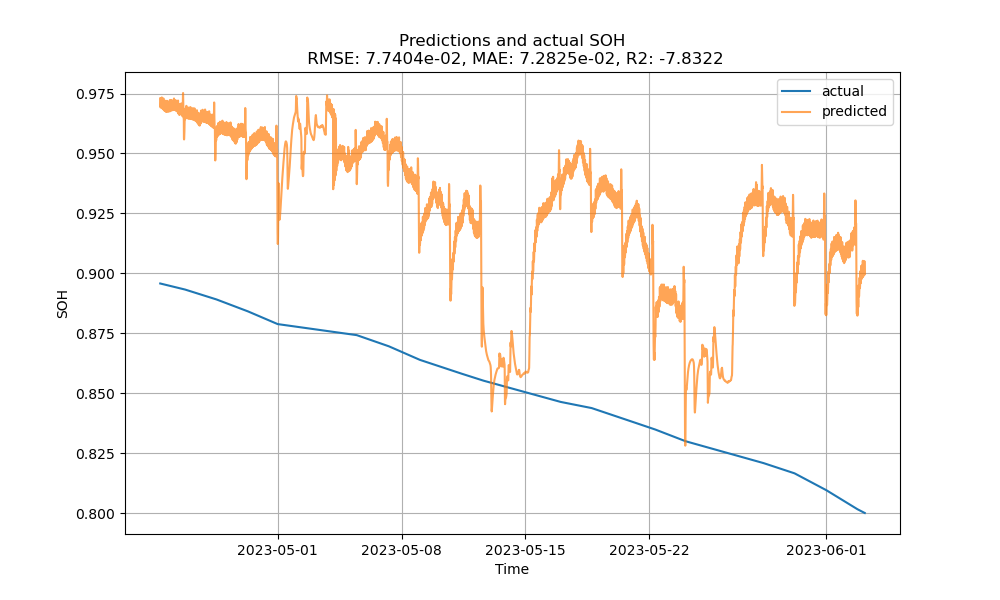 Predictions and actual SOH
RMSE: 7.7404e-02, MAE: 7.2825e-02, R2: -7.8322
actual
predicted
0.975
0.950
0.925
0.900
0.875
0.850
0.825
0.800
SOH
2023-05-01
2023-05-08
2023-05-15
2023-05-22
2023-06-01
Time